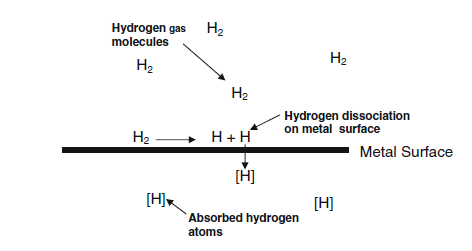 Hydrogen gas H₂
molecules
H₂
H₂
H₂
Hydrogen dissociation
on metal surface
H₂ H + H
Metal Surface
[H]
[H]
[H]
Absorbed hydrogen
atoms